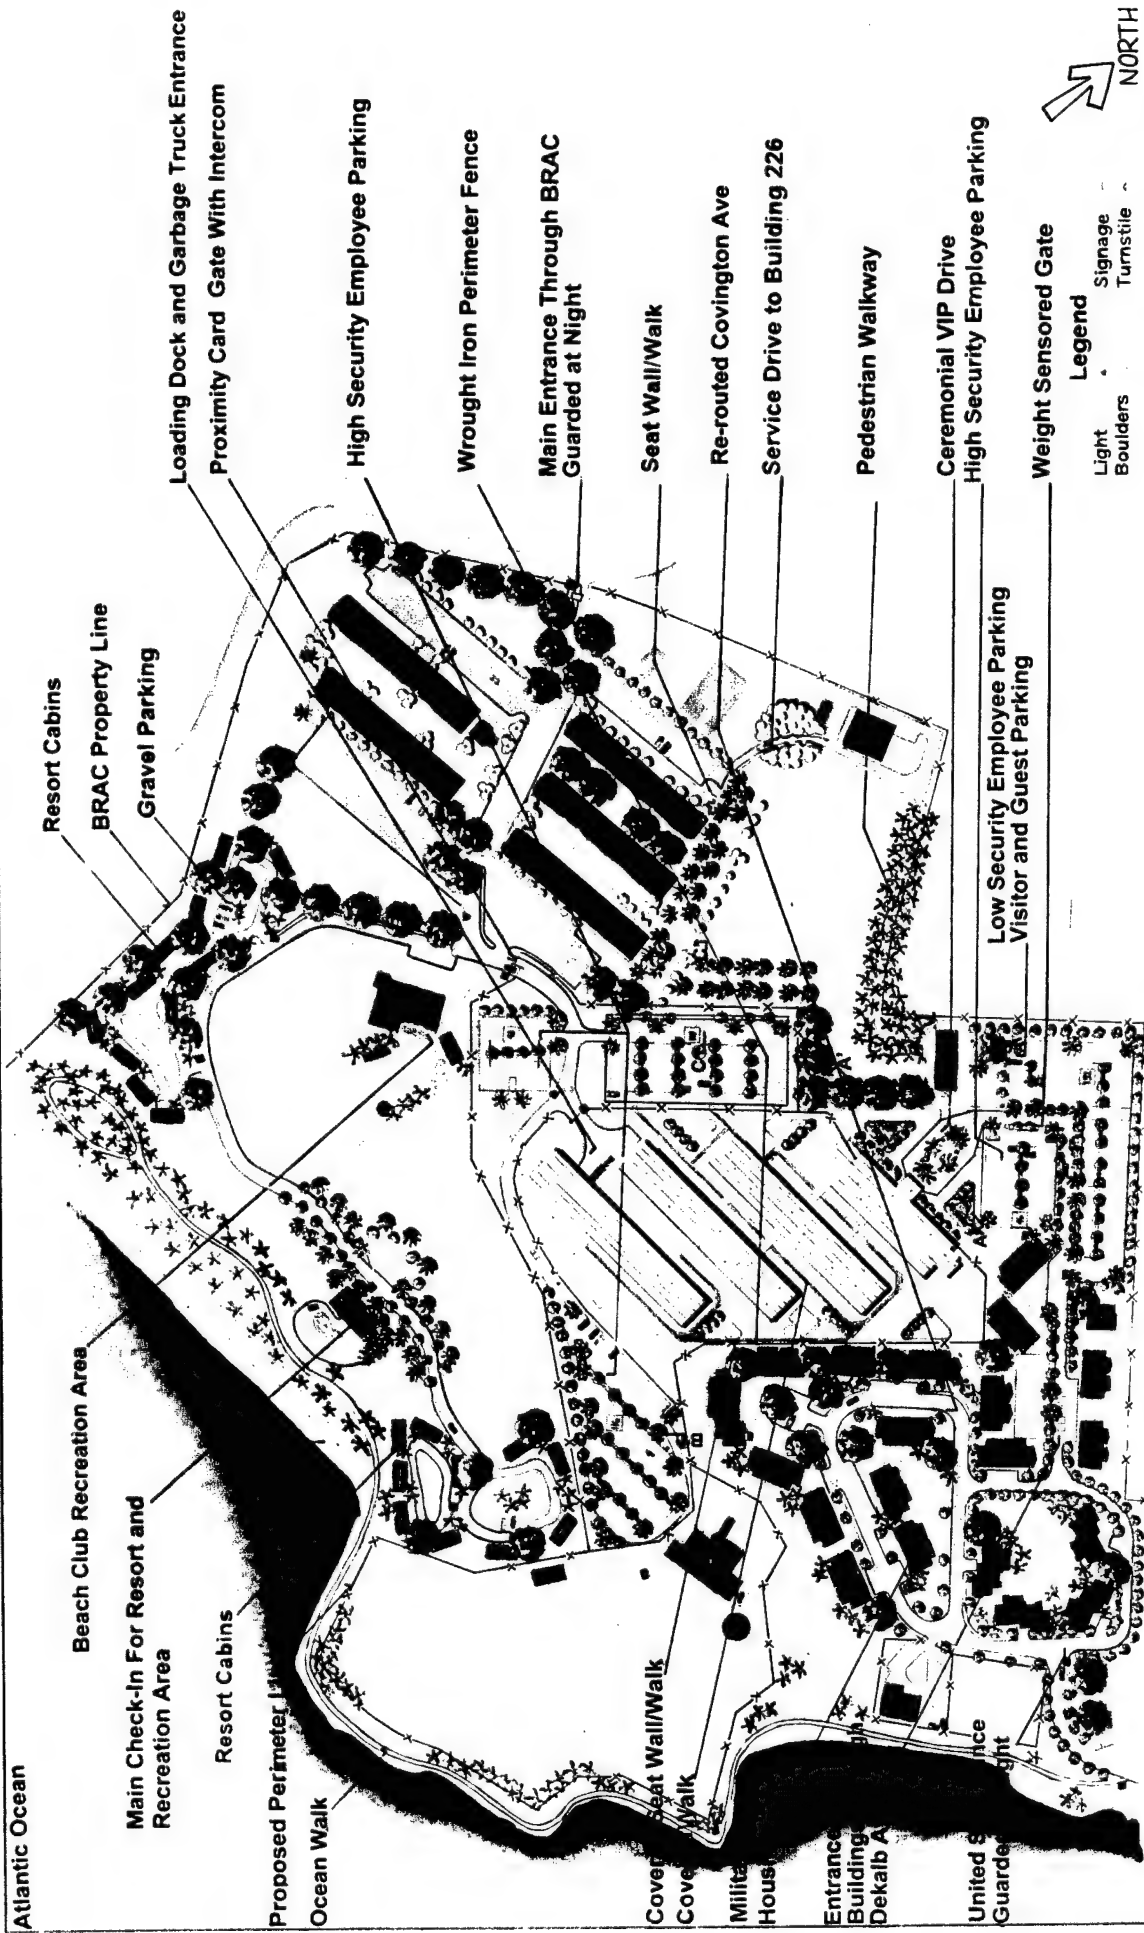 Atlantic Ocean
Beach Club Recreation Area
Main Check-In For Resort and
Recreation Area
Resort Cabins
Proposed Perimeter
Ocean Walk
Resort Cabins
BRAC Property Line
Gravel Parking
Loading Dock and Garbage Truck Entrance
Proximity Card Gate With Intercom
High Security Employee Parking
Wrought Iron Perimeter Fence
Main Entrance Through BRAC
Guarded at Night
Seat Wall/Walk
Re-routed Covington Ave
Service Drive to Building 226
Pedestrian Walkway
Ceremonial VIP Drive
High Security Employee Parking
Low Security Employee Parking
Visitor and Guest Parking
Weight Sensored Gate
Seat Wall/Walk
Walk
Entrance
Building
Dekalb
United
Legend
Light
Boulders
Signage
Turnstile
NORTH